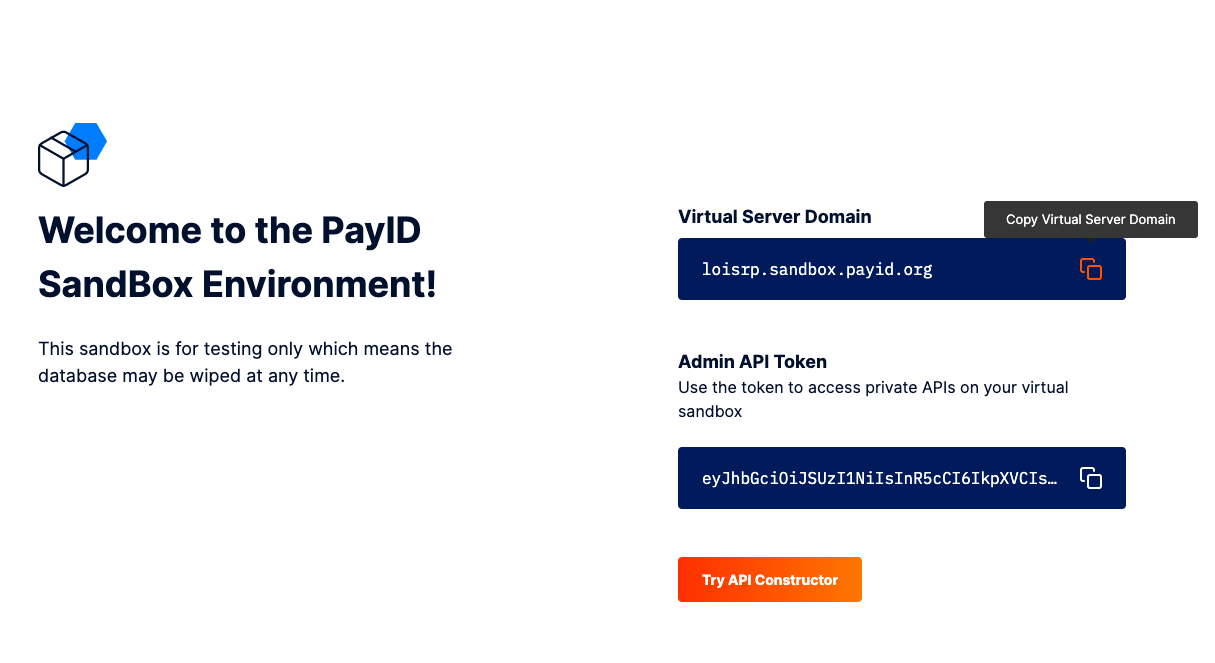 Welcome to the PayID
SandBox Environment!
This sandbox is for testing only which means the
database may be wiped at any time.
Virtual Server Domain
Copy Virtual Server Domain
loisrp.sandbox.payid.org
Admin API Token
Use the token to access private APIs on your virtual
sandbox
eyJhbGciOiJSUzI1NiIsInR5cCI6IkpXVCIs…
Try API Constructor